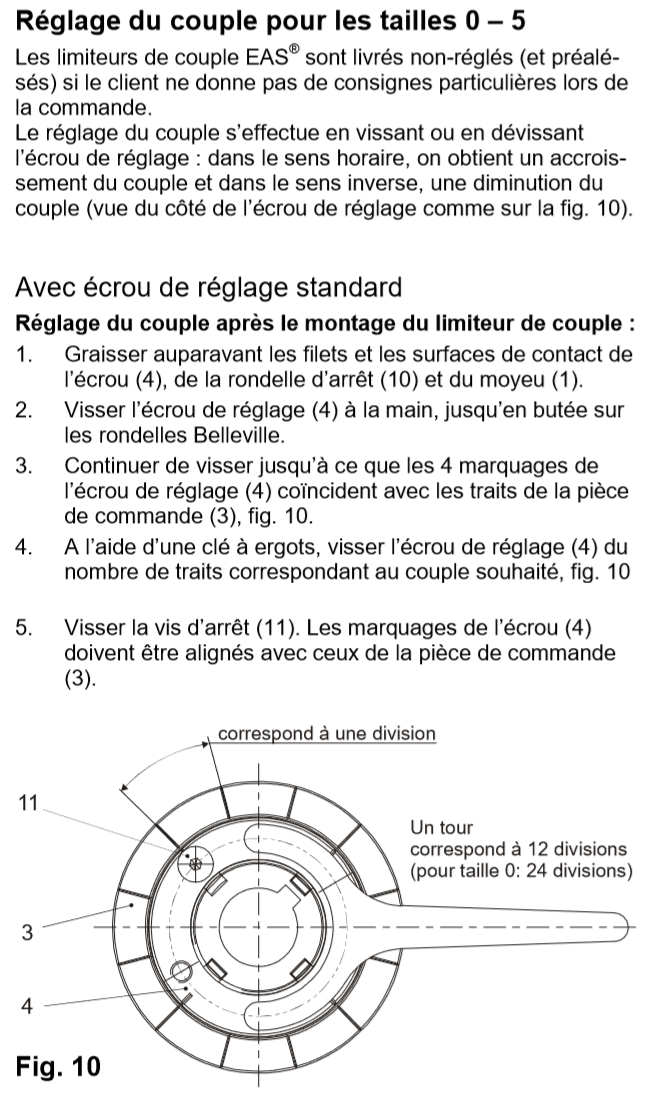 Réglage du couple pour les tailles 0 – 5
Les limiteurs de couple EAS® sont livrés non-réglés (et préalé-
sés) si le client ne donne pas de consignes particulières lors de
la commande.
Le réglage du couple s’effectue en vissant ou en dévissant
l’écrou de réglage : dans le sens horaire, on obtient un accrois-
sement du couple et dans le sens inverse, une diminution du
couple (vue du côté de l’écrou de réglage comme sur la fig. 10).
Avec écrou de réglage standard
Réglage du couple après le montage du limiteur de couple :
1. Graisser auparavant les filets et les surfaces de contact de
l’écrou (4), de la rondelle d’arrêt (10) et du moyeu (1).
2. Visser l’écrou de réglage (4) à la main, jusqu’en butée sur
les rondelles Belleville.
3. Continuer de visser jusqu’à ce que les 4 marquages de
l’écrou de réglage (4) coïncident avec les traits de la pièce
de commande (3), fig. 10.
4. A l’aide d’une clé à ergots, visser l’écrou de réglage (4) du
nombre de traits correspondant au couple souhaité, fig. 10
5. Visser la vis d’arrêt (11). Les marquages de l’écrou (4)
doivent être alignés avec ceux de la pièce de commande
(3).
correspond à une division
11
Un tour
correspond à 12 divisions
(pour taille 0: 24 divisions)
3
4
Fig. 10